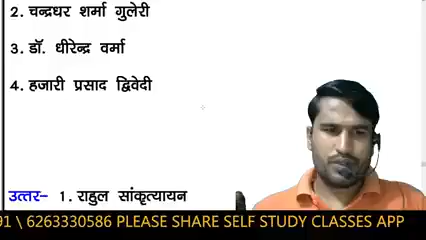 2. चन्द्रधर शर्मा गुलेरी
3. डॉ. धीरेन्द्र वर्मा
4. हजारी प्रसाद द्विवेदी
उत्तर- 1. राहुल सांकृत्यायन
91 \ 6263330586 PLEASE SHARE SELF STUDY CLASSES APP